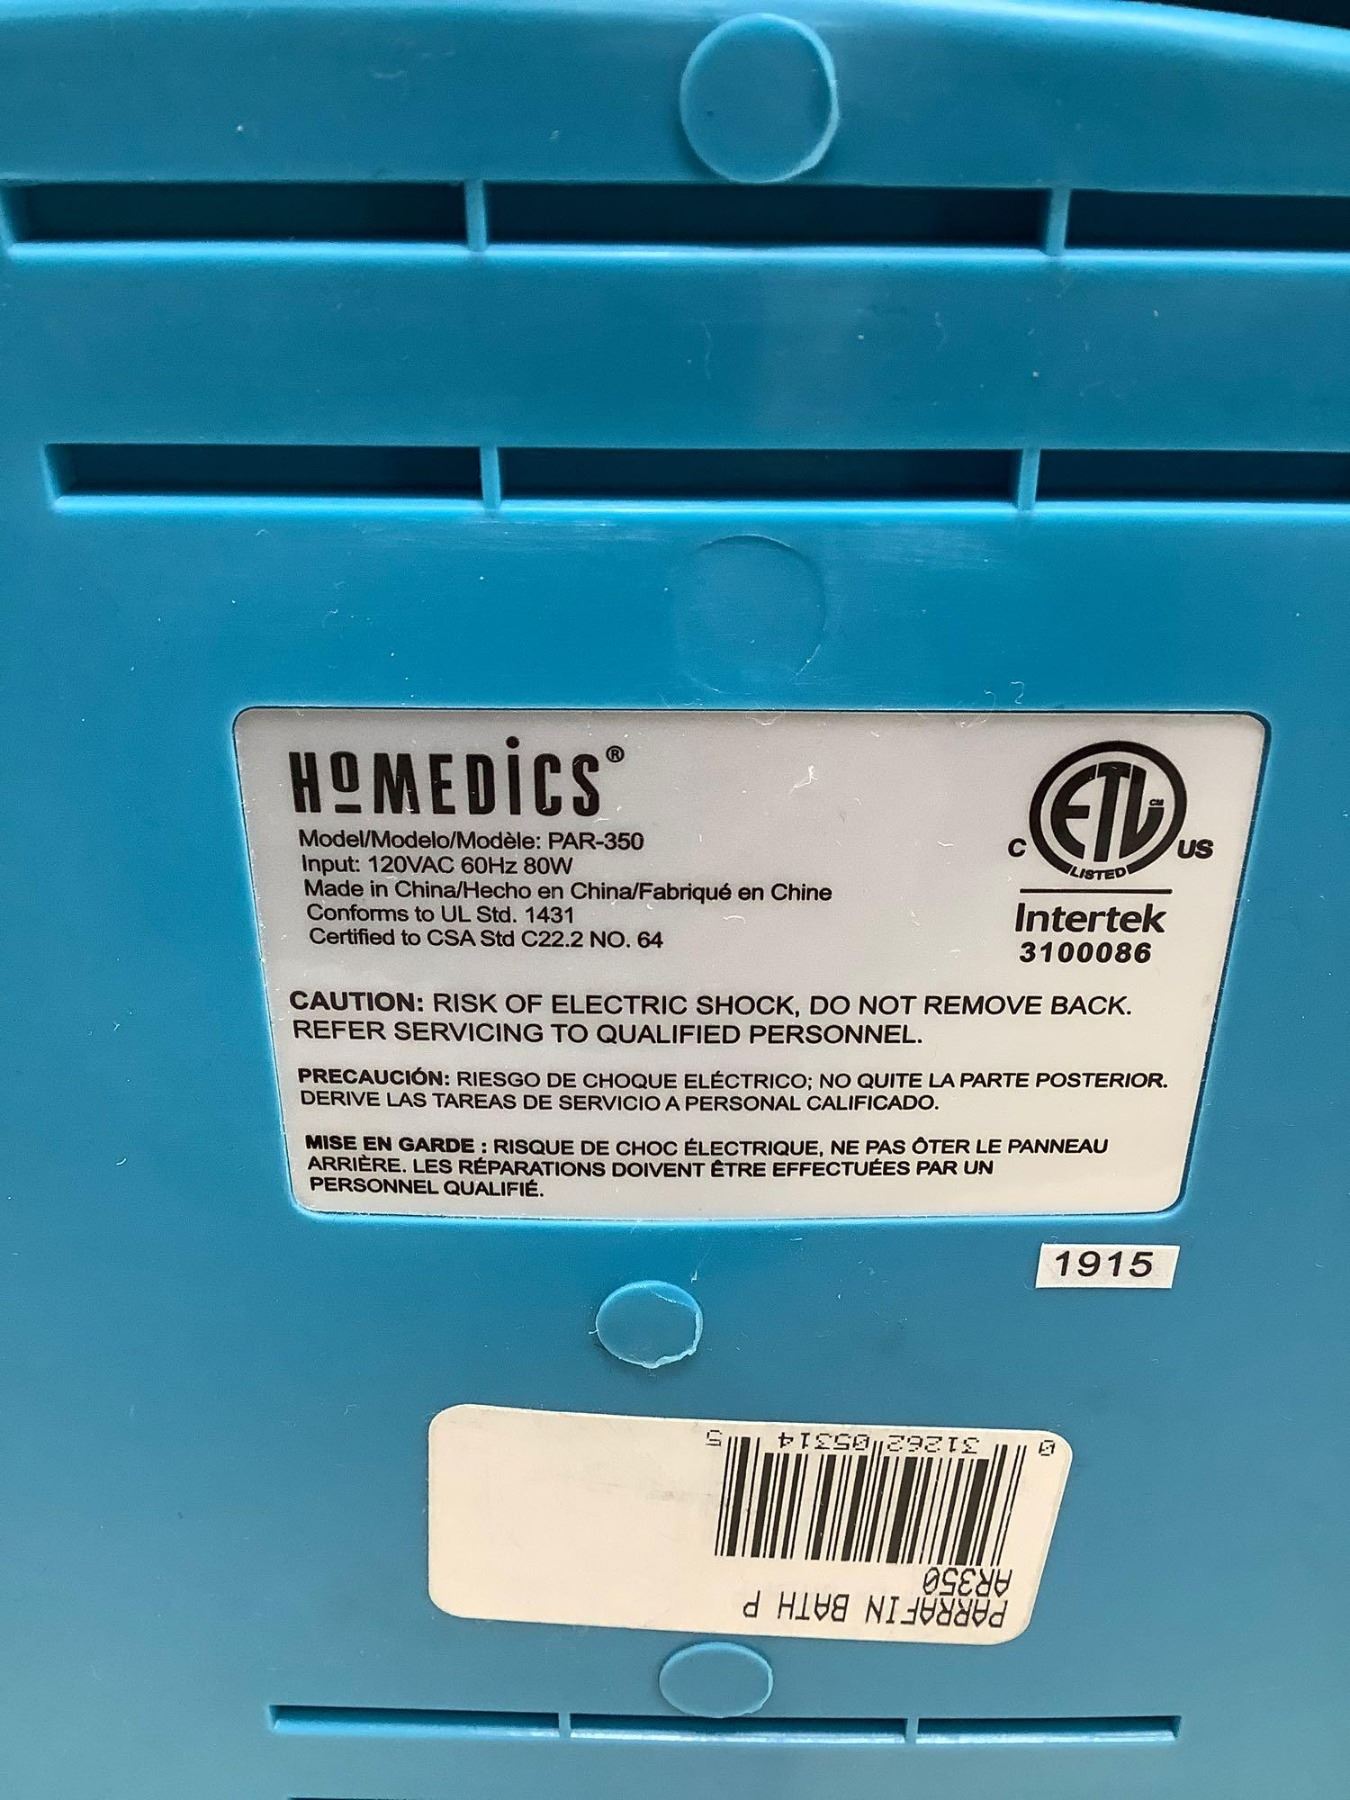 HOMEDICS®
Model/Modelo/Modèle: PAR-350
Input: 120VAC 60Hz 80W
Made in China/Hecho en China/Fabriqué en Chine
Conforms to UL Std. 1431
Certified to CSA Std C22.2 NO. 64
ETL CM
C US
LISTED
Intertek
3100086
CAUTION: RISK OF ELECTRIC SHOCK, DO NOT REMOVE BACK.
REFER SERVICING TO QUALIFIED PERSONNEL.
PRECAUCIÓN: RIESGO DE CHOQUE ELÉCTRICO; NO QUITE LA PARTE POSTERIOR.
DERIVE LAS TAREAS DE SERVICIO A PERSONAL CALIFICADO.
MISE EN GARDE : RISQUE DE CHOC ÉLECTRIQUE, NE PAS ÔTER LE PANNEAU
ARRIÈRE. LES RÉPARATIONS DOIVENT ÊTRE EFFECTUÉES PAR UN
PERSONNEL QUALIFIÉ.
1915
PARRAFIN BATH P
AR350
0 31262 05314 5